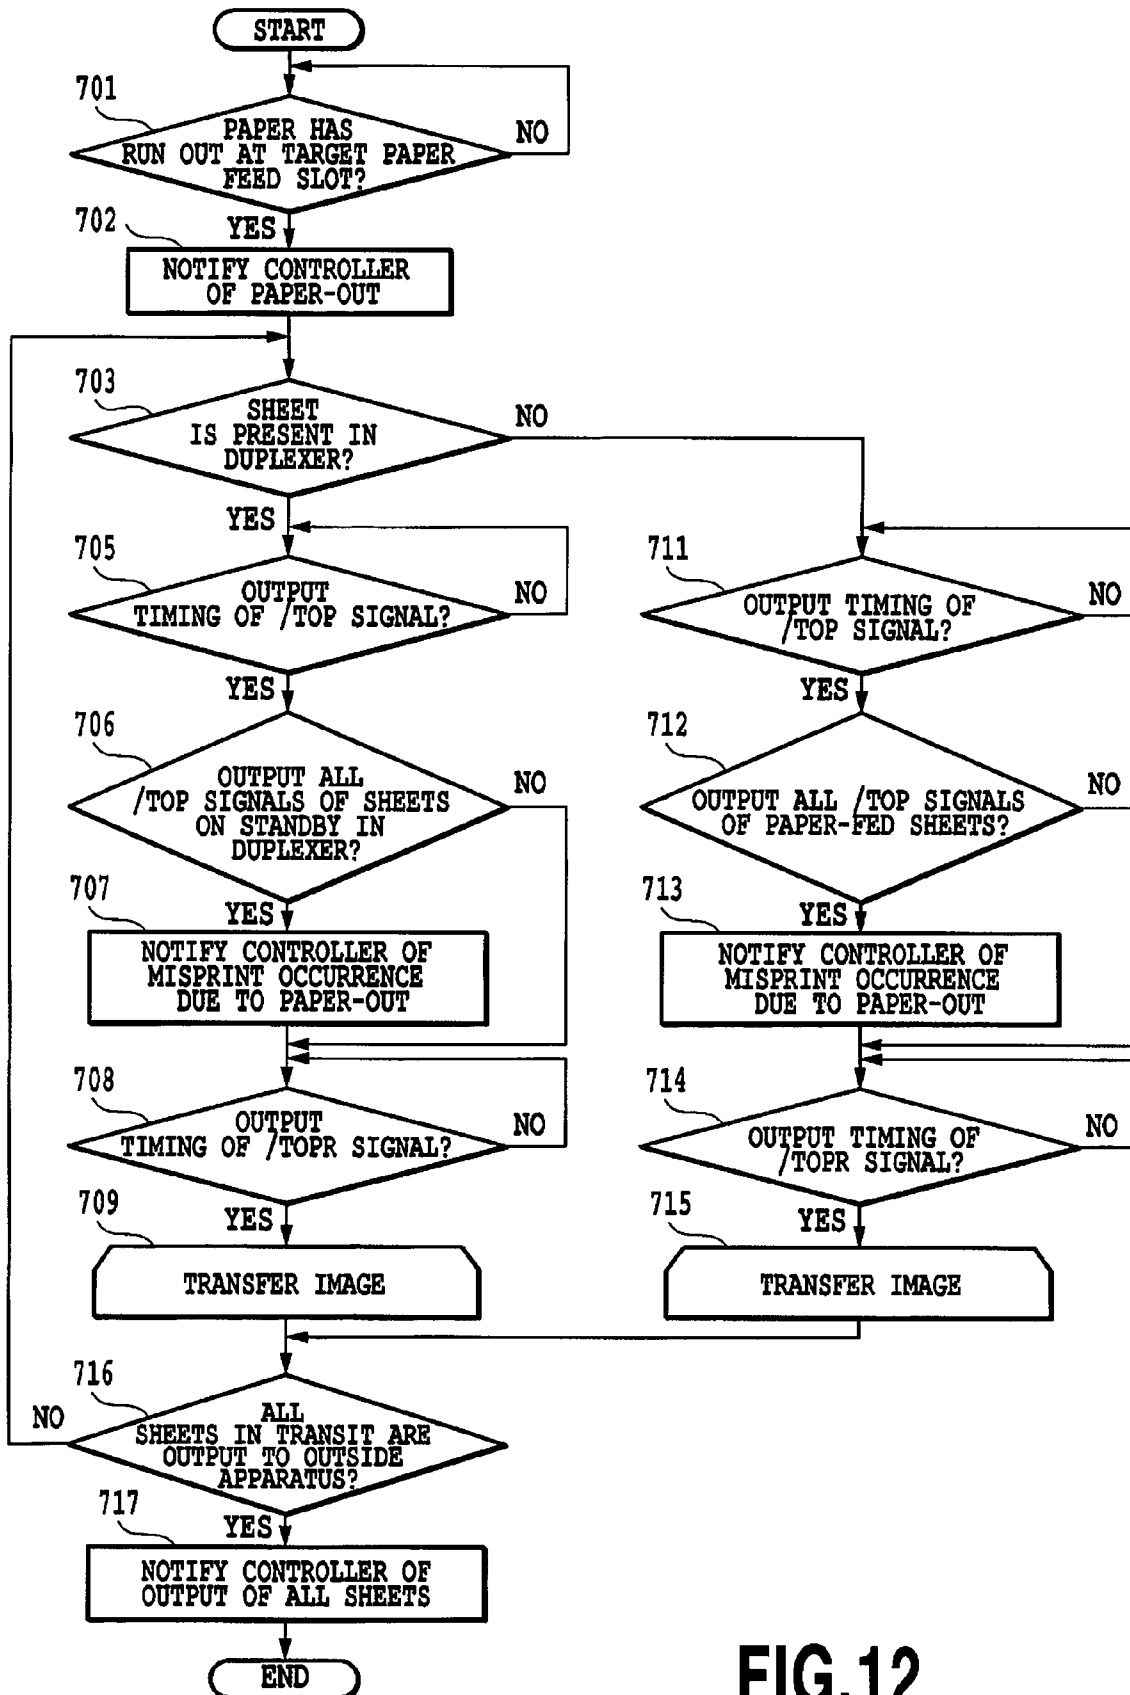 START
701
PAPER HAS
RUN OUT AT TARGET PAPER
FEED SLOT?
NO
YES
702
NOTIFY CONTROLLER
OF PAPER-OUT
703
SHEET
IS PRESENT IN
DUPLEXER?
NO
YES
705
OUTPUT
TIMING OF /TOP SIGNAL?
NO
YES
706
OUTPUT ALL
/TOP SIGNALS OF SHEETS
ON STANDBY IN
DUPLEXER?
NO
YES
707
NOTIFY CONTROLLER OF
MISPRINT OCCURRENCE
DUE TO PAPER-OUT
708
OUTPUT
TIMING OF /TOPR SIGNAL?
NO
YES
709
TRANSFER IMAGE
711
OUTPUT TIMING OF
/TOP SIGNAL?
NO
YES
712
OUTPUT ALL /TOP SIGNALS
OF PAPER-FED SHEETS?
NO
YES
713
NOTIFY CONTROLLER OF
MISPRINT OCCURRENCE
DUE TO PAPER-OUT
714
OUTPUT TIMING OF
/TOPR SIGNAL?
NO
YES
715
TRANSFER IMAGE
716
ALL
SHEETS IN TRANSIT ARE
OUTPUT TO OUTSIDE
APPARATUS?
NO
YES
717
NOTIFY CONTROLLER OF
OUTPUT OF ALL SHEETS
END
FIG.12